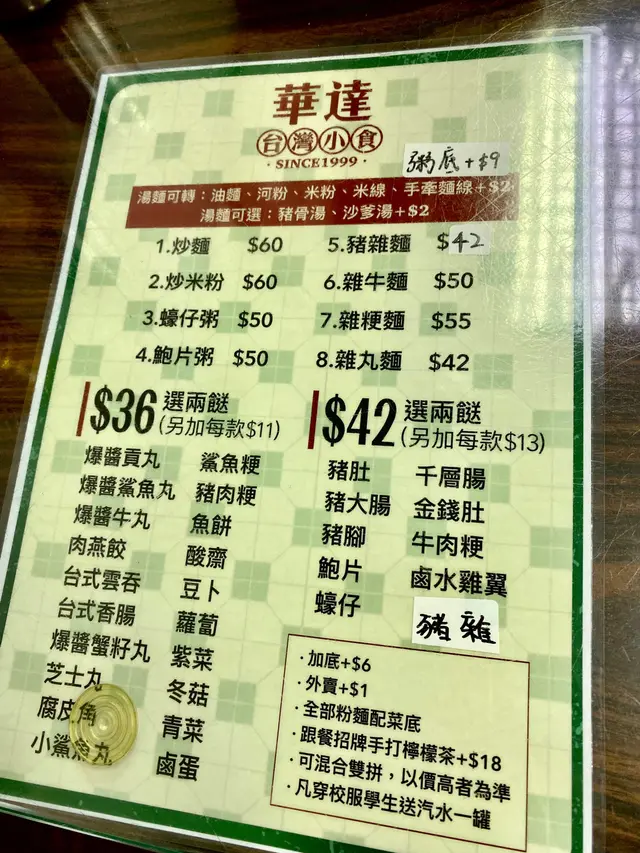 華達
台灣小食
·SINCE1999·
粥底+$9
湯麵可轉：油麵、河粉、米粉、米線、手牽麵線+$2
湯麵可選：豬骨湯、沙爹湯+$2
1.炒麵 $60
2.炒米粉 $60
3.蠔仔粥 $50
4.鮑片粥 $50
5.豬雜麵 $42
6.雜牛麵 $50
7.雜粳麵 $55
8.雜丸麵 $42
$36 選兩餸
(另加每款$11)
爆醬貢丸
爆醬鯊魚丸
爆醬牛丸
肉燕餃
台式雲吞
台式香腸
爆醬蟹籽丸
芝士丸
腐皮角
小鯊魚丸
鯊魚粳
豬肉粳
魚餅
酸齋
豆卜
蘿蔔
紫菜
冬菇
青菜
鹵蛋
$42 選兩餸
(另加每款$13)
豬肚
豬大腸
豬腳
鮑片
蠔仔
千層腸
金錢肚
牛肉粳
鹵水雞翼
豬雜
·加底+$6
·外賣+$1
·全部粉麵配菜底
·跟餐招牌手打檸檬茶+$18
·可混合雙拼，以價高者為準
·凡穿校服學生送汽水一罐